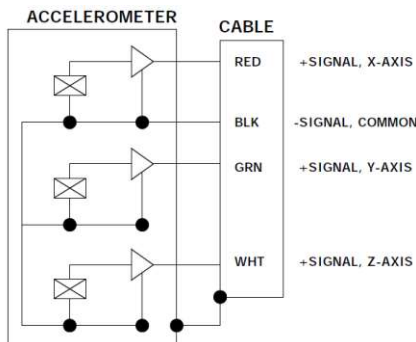 ACCELEROMETER
CABLE
RED +SIGNAL, X-AXIS
BLK -SIGNAL, COMMON
GRN +SIGNAL, Y-AXIS
WHT +SIGNAL, Z-AXIS